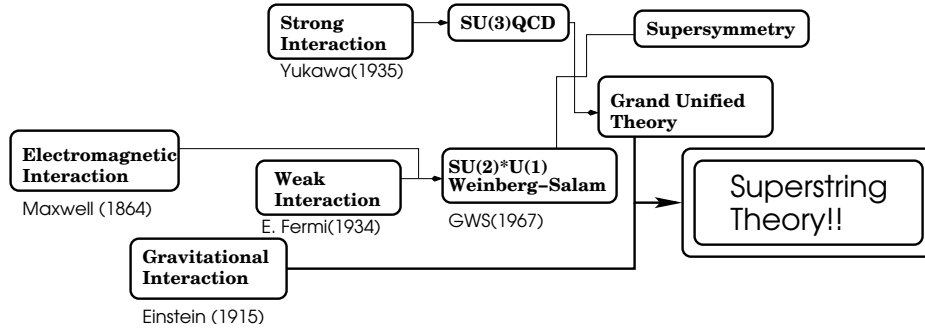 Strong
Interaction
Yukawa(1935)
SU(3)QCD
Supersymmetry
Grand Unified
Theory
Electromagnetic
Interaction
Maxwell (1864)
Weak
Interaction
E. Fermi(1934)
SU(2)*U(1)
Weinberg–Salam
GWS(1967)
Superstring
Theory!!
Gravitational
Interaction
Einstein (1915)